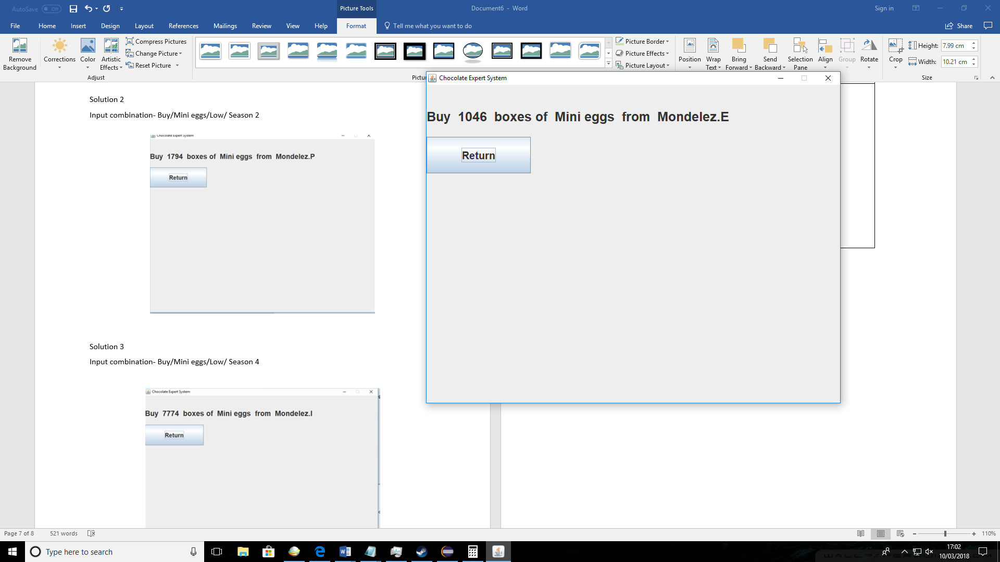 AutoSave Off
Document6 - Word
Picture Tools
Sign in
File Home Insert Design Layout References Mailings Review View Help Format Tell me what you want to do
Share
Remove Background
Corrections
Color
Artistic Effects
Compress Pictures
Change Picture
Reset Picture
Adjust
Picture Border
Picture Effects
Picture Layout
Position
Wrap Text
Bring Forward
Send Backward
Selection Pane
Align
Group
Rotate
Crop
Height: 7.99 cm
Width: 10.21 cm
Size
Solution 2
Input combination- Buy/Mini eggs/Low/ Season 2
Chocolate Expert System
Buy 1794 boxes of Mini eggs from Mondelez.P
Return
Solution 3
Input combination- Buy/Mini eggs/Low/ Season 4
Chocolate Expert System
Buy 7774 boxes of Mini eggs from Mondelez.I
Return
Chocolate Expert System
Buy 1046 boxes of Mini eggs from Mondelez.E
Return
Page 7 of 8 521 words
110%
Type here to search
17:02
10/03/2018